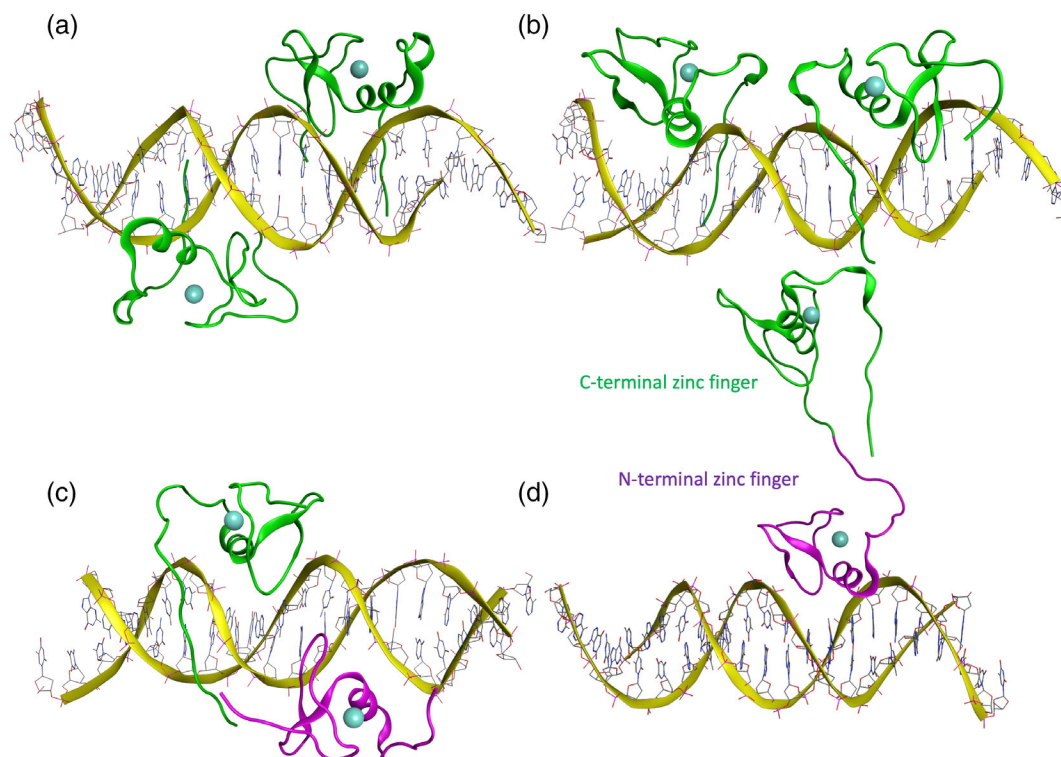 (a)
(b)
C-terminal zinc finger
N-terminal zinc finger
(c)
(d)